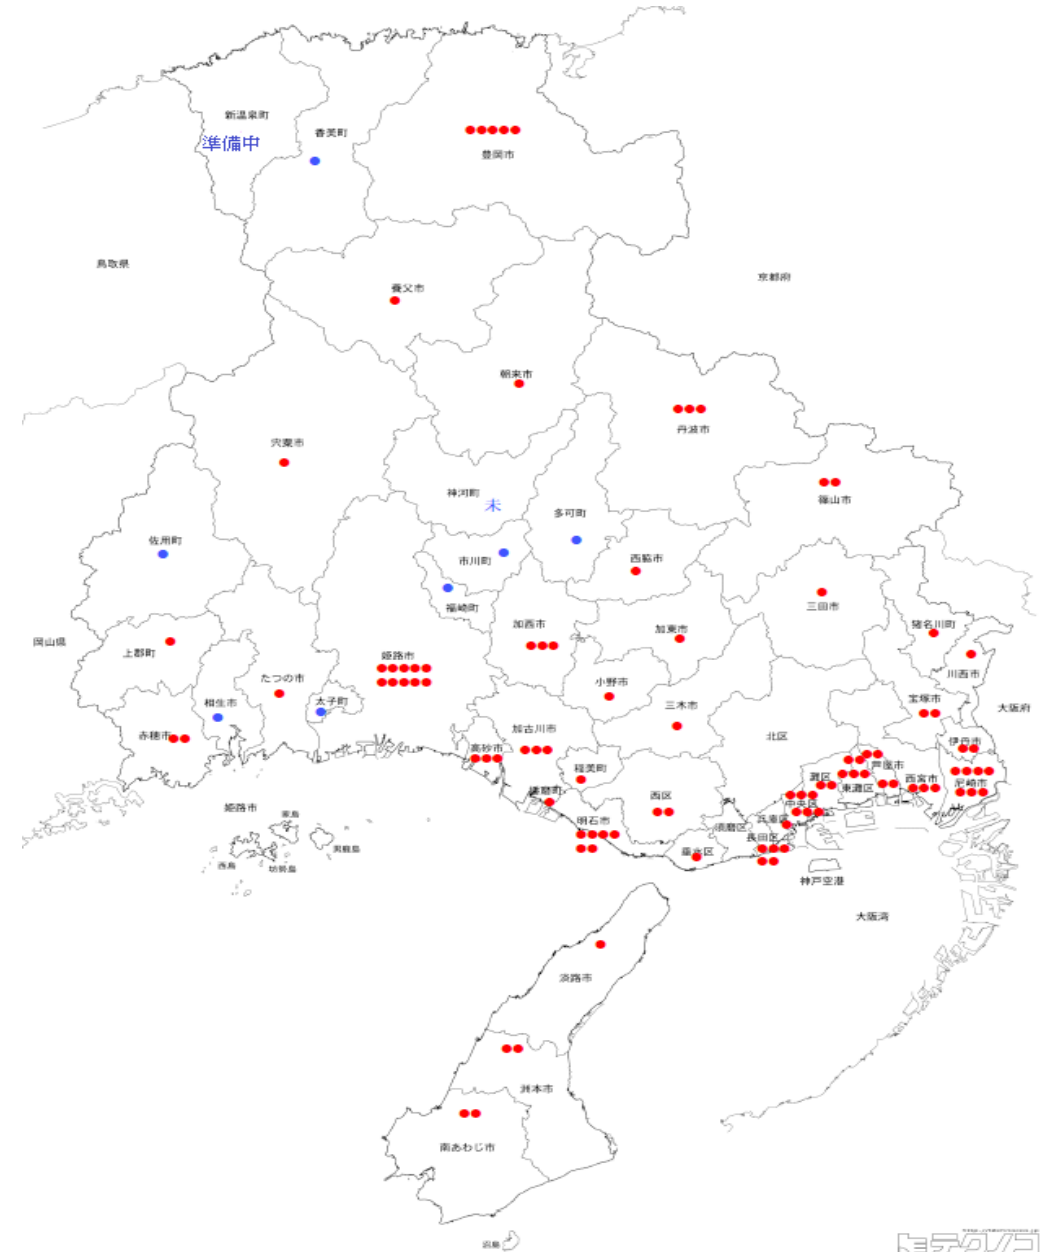 新温泉町
準備中
香美町
豊岡市
鳥取県
京都府
養父市
朝来市
丹波市
宍粟市
神河町
未
篠山市
多可町
佐用町
市川町
西脇市
福崎町
三田市
加西市
加東市
猪名川町
岡山県
上郡町
姫路市
川西市
たつの市
小野市
相生市
太子町
三木市
宝塚市
大阪府
赤穂市
加古川市
北区
伊丹市
高砂市
稲美町
芦屋市
灘区
東灘区
西宮市
尼崎市
播磨町
西区
中央区
姫路市
家島
明石市
兵庫区
須磨区
長田区
男鹿島
西島
坊勢島
垂水区
神戸空港
大阪湾
淡路市
洲本市
南あわじ市
沼島